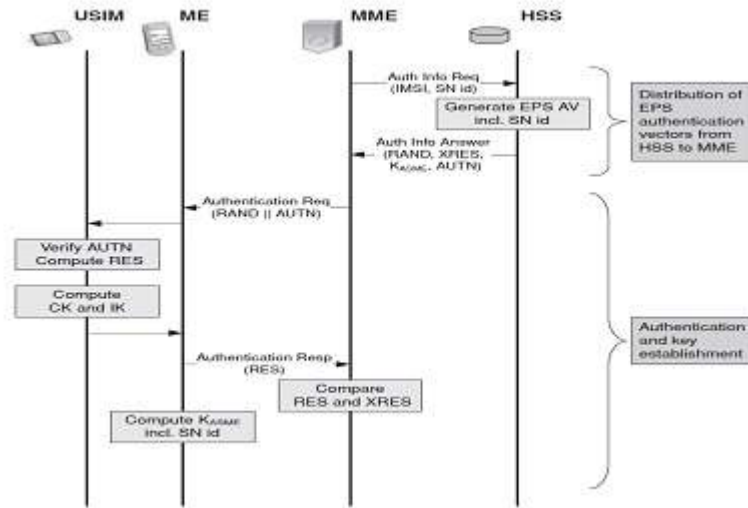 USIM
ME
MME
HSS
Auth Info Req
(IMSI, SN id)
Generate EPS AV
incl. SN id
Distribution of
EPS
authentication
vectors from
HSS to MME
Auth Info Answer
(RAND, XRES,
KASME, AUTN)
Authentication Req
(RAND || AUTN)
Verify AUTN
Compute RES
Compute
CK and IK
Authentication Resp
(RES)
Compare
RES and XRES
Compute KASME
incl. SN id
Authentication
and key
establishment